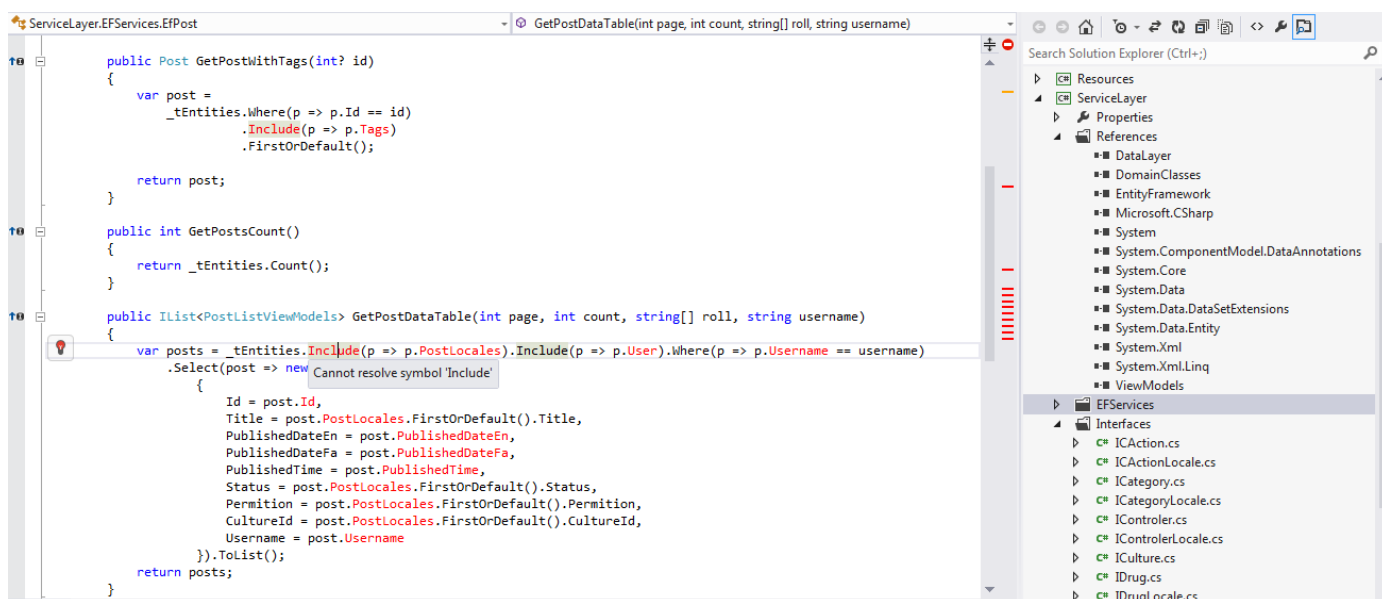 ServiceLayer.EFServices.EfPost
GetPostDataTable(int page, int count, string[] roll, string username)
public Post GetPostWithTags(int? id)
{
var post =
_tEntities.Where(p => p.Id == id)
.Include(p => p.Tags)
.FirstOrDefault();
return post;
}
public int GetPostsCount()
{
return _tEntities.Count();
}
public IList<PostListViewModels> GetPostDataTable(int page, int count, string[] roll, string username)
{
var posts = _tEntities.Include(p => p.PostLocales).Include(p => p.User).Where(p => p.Username == username)
.Select(post => new
Cannot resolve symbol 'Include'
{
Id = post.Id,
Title = post.PostLocales.FirstOrDefault().Title,
PublishedDateEn = post.PublishedDateEn,
PublishedDateFa = post.PublishedDateFa,
PublishedTime = post.PublishedTime,
Status = post.PostLocales.FirstOrDefault().Status,
Permition = post.PostLocales.FirstOrDefault().Permition,
CultureId = post.PostLocales.FirstOrDefault().CultureId,
Username = post.Username
}).ToList();
return posts;
}
Search Solution Explorer (Ctrl+;)
C# Resources
C# ServiceLayer
Properties
References
DataLayer
DomainClasses
EntityFramework
Microsoft.CSharp
System
System.ComponentModel.DataAnnotations
System.Core
System.Data
System.Data.DataSetExtensions
System.Data.Entity
System.Xml
System.Xml.Linq
ViewModels
EFServices
Interfaces
C# ICAction.cs
C# ICActionLocale.cs
C# ICategory.cs
C# ICategoryLocale.cs
C# IControler.cs
C# IControlerLocale.cs
C# ICulture.cs
C# IDrug.cs
C# IDrugLocale.cs